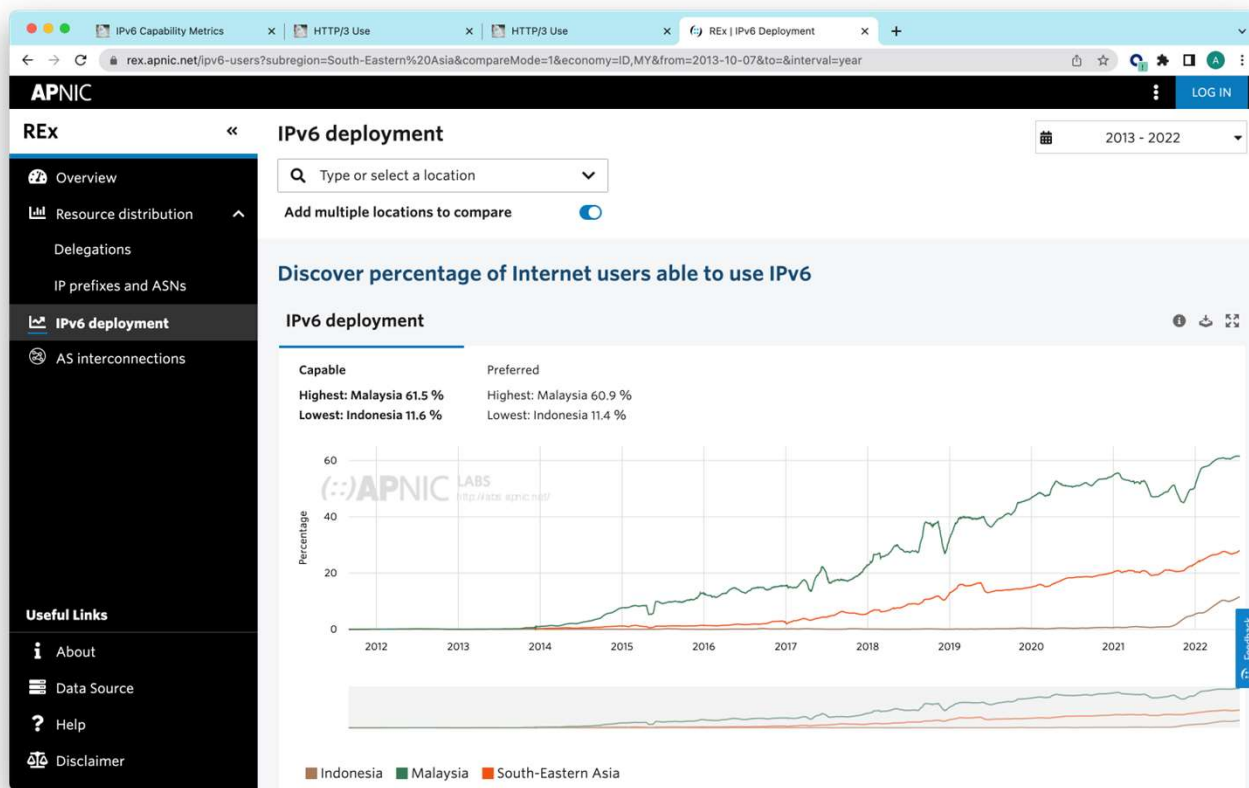 IPv6 Capability Metrics
HTTP/3 Use
HTTP/3 Use
REx | IPv6 Deployment
rex.apnic.net/ipv6-users?subregion=South-Eastern%20Asia&compareMode=1&economy=ID,MY&from=2013-10-07&to=&interval=year
A
APNIC
LOG IN
REx
«
IPv6 deployment
2013 - 2022
Overview
Type or select a location
Resource distribution
Add multiple locations to compare
Delegations
IP prefixes and ASNs
Discover percentage of Internet users able to use IPv6
IPv6 deployment
IPv6 deployment
AS interconnections
Capable
Preferred
Highest: Malaysia 61.5 %
Highest: Malaysia 60.9 %
Lowest: Indonesia 11.6 %
Lowest: Indonesia 11.4 %
(::)APNIC LABS
http://labs.apnic.net/
Percentage
60
40
20
0
2012 2013 2014 2015 2016 2017 2018 2019 2020 2021 2022
Feedback
Useful Links
About
Data Source
Help
Disclaimer
Indonesia
Malaysia
South-Eastern Asia